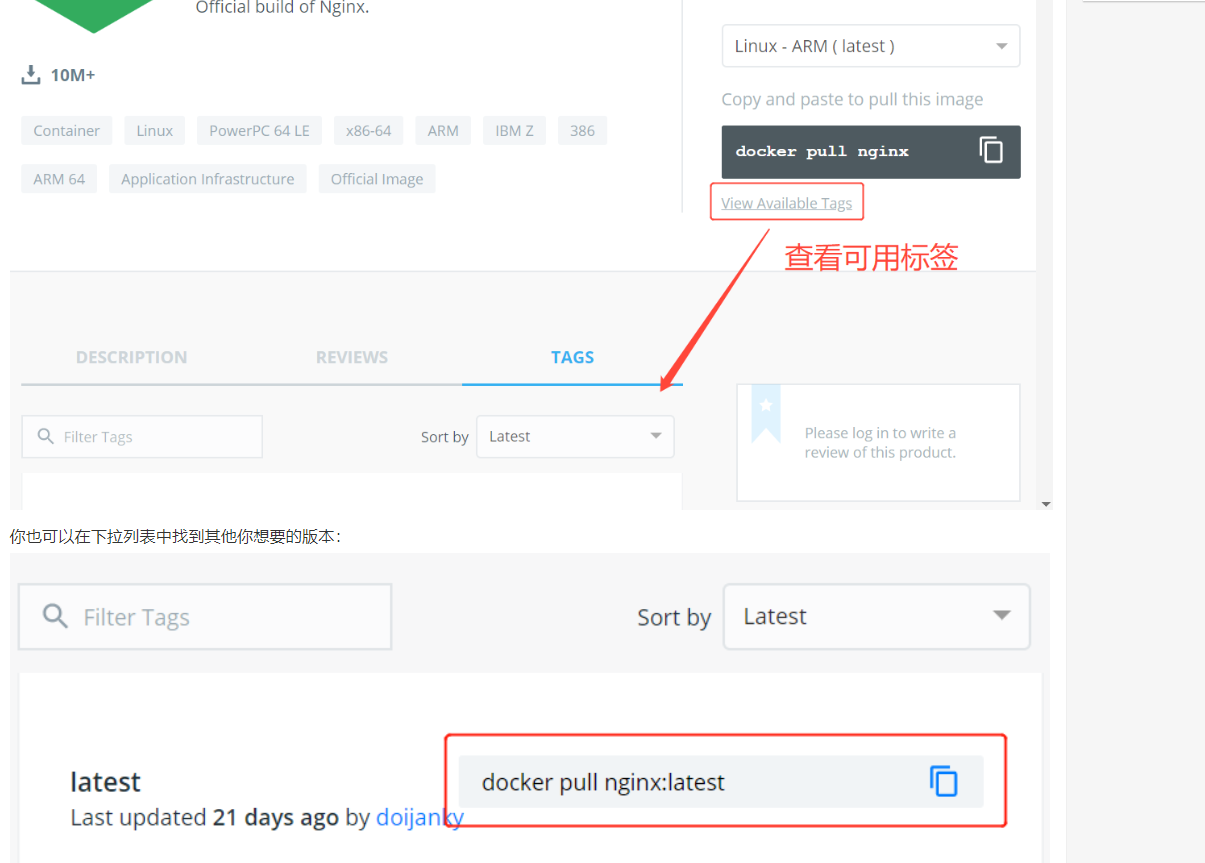 Official build of Nginx.
Linux - ARM ( latest )
10M+
Copy and paste to pull this image
Container Linux PowerPC 64 LE x86-64 ARM IBM Z 386
docker pull nginx
ARM 64 Application Infrastructure Official Image
View Available Tags
查看可用标签
DESCRIPTION REVIEWS TAGS
Filter Tags Sort by Latest
Please log in to write a
review of this product.
你也可以在下拉列表中找到其他你想要的版本：
Filter Tags Sort by Latest
latest docker pull nginx:latest
Last updated 21 days ago by doijanky